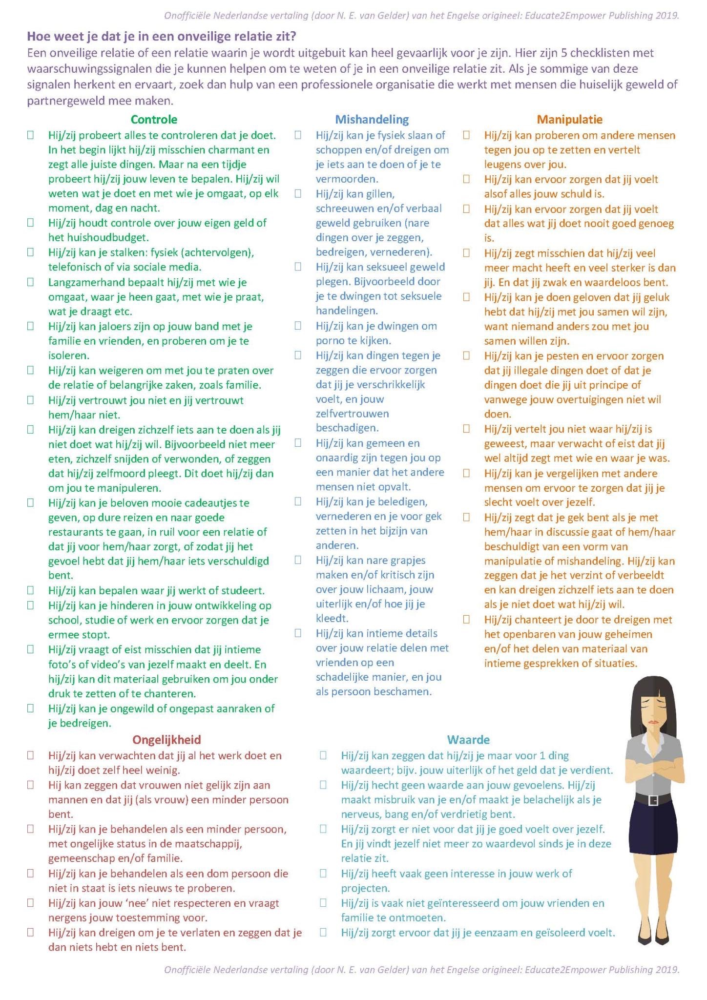 Onofficiële Nederlandse vertaling (door N. E. van Gelder) van het Engelse origineel: Educate2Empower Publishing 2019.
Hoe weet je dat je in een onveilige relatie zit?
Een onveilige relatie of een relatie waarin je wordt uitgebuit kan heel gevaarlijk voor je zijn. Hier zijn 5 checklisten met
waarschuwingssignalen die je kunnen helpen om te weten of je in een onveilige relatie zit. Als je sommige van deze
signalen herkent en ervaart, zoek dan hulp van een professionele organisatie die werkt met mensen die huiselijk geweld of
partnergeweld mee maken.
Controle
Hij/zij probeert alles te controleren dat je doet.
In het begin lijkt hij/zij misschien charmant en
zegt alle juiste dingen. Maar na een tijdje
probeert hij/zij jouw leven te bepalen. Hij/zij wil
weten wat je doet en met wie je omgaat, op elk
moment, dag en nacht.
Hij/zij houdt controle over jouw eigen geld of
het huishoudbudget.
Hij/zij kan je stalken: fysiek (achtervolgen),
telefonisch of via sociale media.
Langzamerhand bepaalt hij/zij met wie je
omgaat, waar je heen gaat, met wie je praat,
wat je draagt etc.
Hij/zij kan jaloers zijn op jouw band met je
familie en vrienden, en proberen om je te
isoleren.
Hij/zij kan weigeren om met jou te praten over
de relatie of belangrijke zaken, zoals familie.
Hij/zij vertrouwt jou niet en jij vertrouwt
hem/haar niet.
Hij/zij kan dreigen zichzelf iets aan te doen als jij
niet doet wat hij/zij wil. Bijvoorbeeld niet meer
eten, zichzelf snijden of verwonden, of zeggen
dat hij/zij zelfmoord pleegt. Dit doet hij/zij dan
om jou te manipuleren.
Hij/zij kan je beloven mooie cadeautjes te
geven, op dure reizen en naar goede
restaurants te gaan, in ruil voor een relatie of
dat jij voor hem/haar zorgt, of zodat jij het
gevoel hebt dat jij hem/haar iets verschuldigd
bent.
Hij/zij kan bepalen waar jij werkt of studeert.
Hij/zij kan je hinderen in jouw ontwikkeling op
school, studie of werk en ervoor zorgen dat je
ermee stopt.
Hij/zij vraagt of eist misschien dat jij intieme
foto's of video's van jezelf maakt en deelt. En
hij/zij kan dit materiaal gebruiken om jou onder
druk te zetten of te chanteren.
Hij/zij kan je ongewild of ongepast aanraken of
je bedreigen.
Mishandeling
Hij/zij kan je fysiek slaan of
schoppen en/of dreigen om
je iets aan te doen of je te
vermoorden.
Hij/zij kan gillen,
schreeuwen en/of verbaal
geweld gebruiken (nare
dingen over je zeggen,
bedreigen, vernederen).
Hij/zij kan seksueel geweld
plegen. Bijvoorbeeld door
je te dwingen tot seksuele
handelingen.
Hij/zij kan je dwingen om
porno te kijken.
Hij/zij kan dingen tegen je
zeggen die ervoor zorgen
dat jij je verschrikkelijk
voelt, en jouw
zelfvertrouwen
beschadigen.
Hij/zij kan gemeen en
onaardig zijn tegen jou op
een manier dat het andere
mensen niet opvalt.
Hij/zij kan je beledigen,
vernederen en je voor gek
zetten in het bijzijn van
anderen.
Hij/zij kan nare grapjes
maken en/of kritisch zijn
over jouw lichaam, jouw
uiterlijk en/of hoe jij je
kleedt.
Hij/zij kan intieme details
over jouw relatie delen met
vrienden op een
schadelijke manier, en jou
als persoon beschamen.
Manipulatie
Hij/zij kan proberen om andere mensen
tegen jou op te zetten en vertelt
leugens over jou.
Hij/zij kan ervoor zorgen dat jij voelt
alsof alles jouw schuld is.
Hij/zij kan ervoor zorgen dat jij voelt
dat alles wat jij doet nooit goed genoeg
is.
Hij/zij zegt misschien dat hij/zij veel
meer macht heeft en veel sterker is dan
jij. En dat jij zwak en waardeloos bent.
Hij/zij kan je doen geloven dat jij geluk
hebt dat hij/zij met jou samen wil zijn,
want niemand anders zou met jou
samen willen zijn.
Hij/zij kan je pesten en ervoor zorgen
dat jij illegale dingen doet of dat je
dingen doet die jij uit principe of
vanwege jouw overtuigingen niet wil
doen.
Hij/zij vertelt jou niet waar hij/zij is
geweest, maar verwacht of eist dat jij
wel altijd zegt met wie en waar je was.
Hij/zij kan je vergelijken met andere
mensen om ervoor te zorgen dat jij je
slecht voelt over jezelf.
Hij/zij zegt dat je gek bent als je met
hem/haar in discussie gaat of hem/haar
beschuldigt van een vorm van
manipulatie of mishandeling. Hij/zij kan
zeggen dat je het verzint of verbeeldt
en kan dreigen zichzelf iets aan te doen
als je niet doet wat hij/zij wil.
Hij/zij chanteert je door te dreigen met
het openbaren van jouw geheimen
en/of het delen van materiaal van
intieme gesprekken of situaties.
Ongelijkheid
Hij/zij kan verwachten dat jij al het werk doet en
hij/zij doet zelf heel weinig.
Hij kan zeggen dat vrouwen niet gelijk zijn aan
mannen en dat jij (als vrouw) een minder persoon
bent.
Hij/zij kan je behandelen als een minder persoon,
met ongelijke status in de maatschappij,
gemeenschap en/of familie.
Hij/zij kan je behandelen als een dom persoon die
niet in staat is iets nieuws te proberen.
Hij/zij kan jouw ‘nee’ niet respecteren en vraagt
nergens jouw toestemming voor.
Hij/zij kan dreigen om je te verlaten en zeggen dat je
dan niets hebt en niets bent.
Waarde
Hij/zij kan zeggen dat hij/zij je maar voor 1 ding
waardeert; bijv. jouw uiterlijk of het geld dat je verdient.
Hij/zij hecht geen waarde aan jouw gevoelens. Hij/zij
maakt misbruik van je en/of maakt je belachelijk als je
nerveus, bang en/of verdrietig bent.
Hij/zij zorgt er niet voor dat jij je goed voelt over jezelf.
En jij vindt jezelf niet meer zo waardevol sinds je in deze
relatie zit.
Hij/zij heeft vaak geen interesse in jouw werk of
projecten.
Hij/zij is vaak niet geïnteresseerd om jouw vrienden en
familie te ontmoeten.
Hij/zij zorgt ervoor dat jij je eenzaam en geïsoleerd voelt.
Onofficiële Nederlandse vertaling (door N. E. van Gelder) van het Engelse origineel: Educate2Empower Publishing 2019.